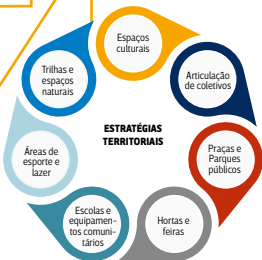 Espaços
culturais
Articulação
de coletivos
Praças e
Parques
públicos
Hortas e
feiras
Escolas e
equipamen-
tos comuni-
tários
Áreas de
esporte e
lazer
Trilhas e
espaços
naturais
ESTRATÉGIAS
TERRITORIAIS